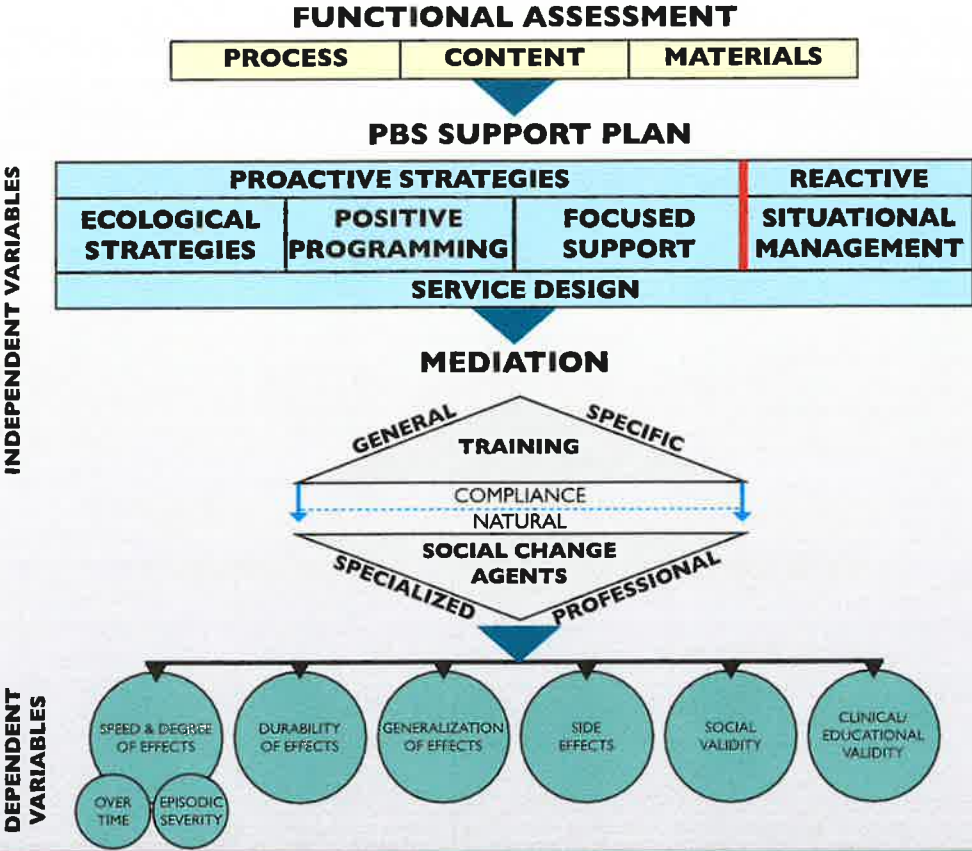 FUNCTIONAL ASSESSMENT
PROCESS CONTENT MATERIALS
PBS SUPPORT PLAN
INDEPENDENT VARIABLES
PROACTIVE STRATEGIES REACTIVE
ECOLOGICAL
STRATEGIES
POSITIVE
PROGRAMMING
FOCUSED
SUPPORT
SITUATIONAL
MANAGEMENT
SERVICE DESIGN
MEDIATION
GENERAL
SPECIFIC
TRAINING
COMPLIANCE
NATURAL
SOCIAL CHANGE
AGENTS
SPECIALIZED
PROFESSIONAL
DEPENDENT
VARIABLES
SPEED & DEGREE
OF EFFECTS
OVER
TIME
EPISODIC
SEVERITY
DURABILITY
OF EFFECTS
GENERALIZATION
OF EFFECTS
SIDE
EFFECTS
SOCIAL
VALIDITY
CLINICAL/
EDUCATIONAL
VALIDITY